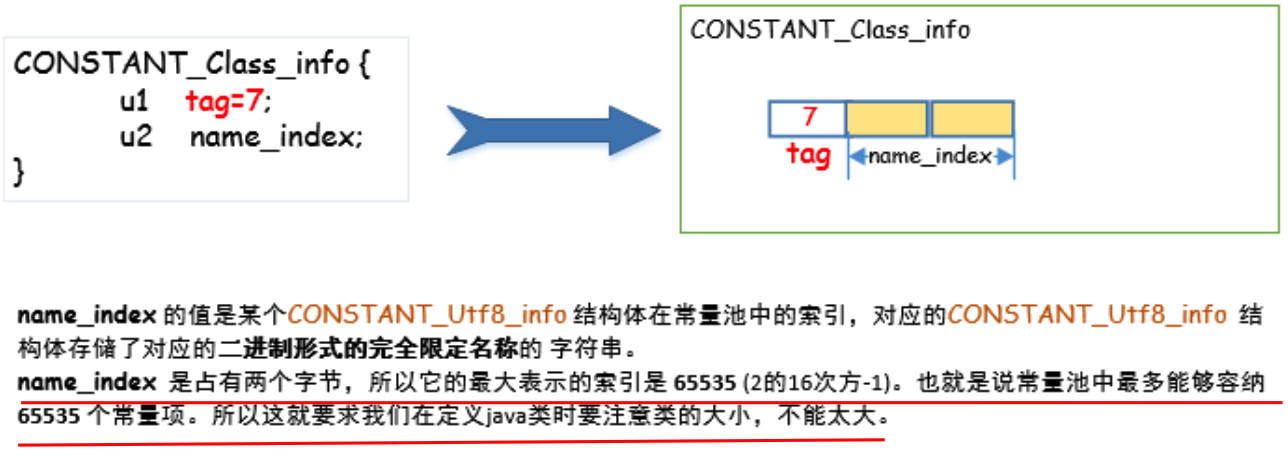 CONSTANT_Class_info {
u1 tag=7;
u2 name_index;
}
CONSTANT_Class_info
7
tag
name_index
name_index 的值是某个CONSTANT_Utf8_info 结构体在常量池中的索引，对应的CONSTANT_Utf8_info 结
构体存储了对应的二进制形式的完全限定名称的 字符串。
name_index 是占有两个字节，所以它的最大表示的索引是 65535 (2的16次方-1)。也就是说常量池中最多能够容纳
65535 个常量项。所以这就要求我们在定义java类时要注意类的大小，不能太大。